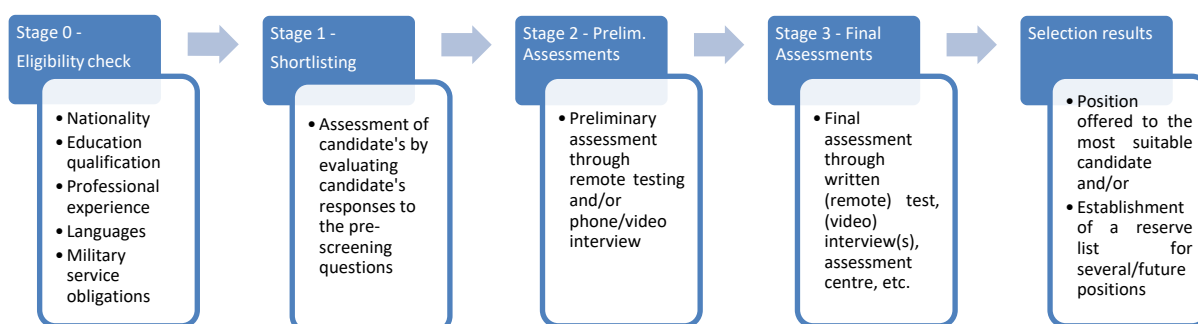 Stage 0 -
Eligibility check
• Nationality
• Education
qualification
• Professional
experience
• Languages
• Military
service
obligations
Stage 1 -
Shortlisting
• Assessment of
candidate's by
evaluating
candidate's
responses to
the pre-
screening
questions
Stage 2 - Prelim.
Assessments
• Preliminary
assessment
through
remote testing
and/or
phone/video
interview
Stage 3 - Final
Assessments
• Final
assessment
through
written
(remote) test,
(video)
interview(s),
assessment
centre, etc.
Selection results
• Position
offered to the
most suitable
candidate
and/or
• Establishment
of a reserve
list for
several/future
positions